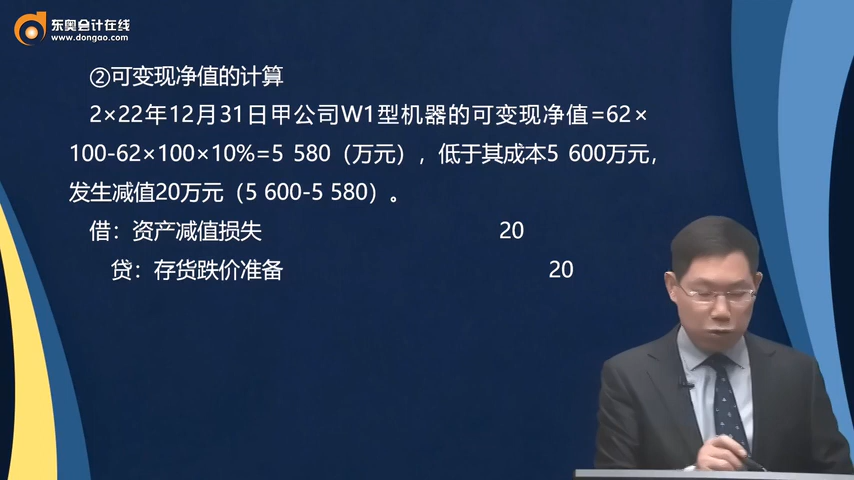 东奥会计在线
www.dongao.com
②可变现净值的计算
2×22年12月31日甲公司W1型机器的可变现净值=62×
100-62×100×10%=5 580（万元），低于其成本5 600万元，
发生减值20万元（5 600-5 580）。
借：资产减值损失 20
贷：存货跌价准备 20